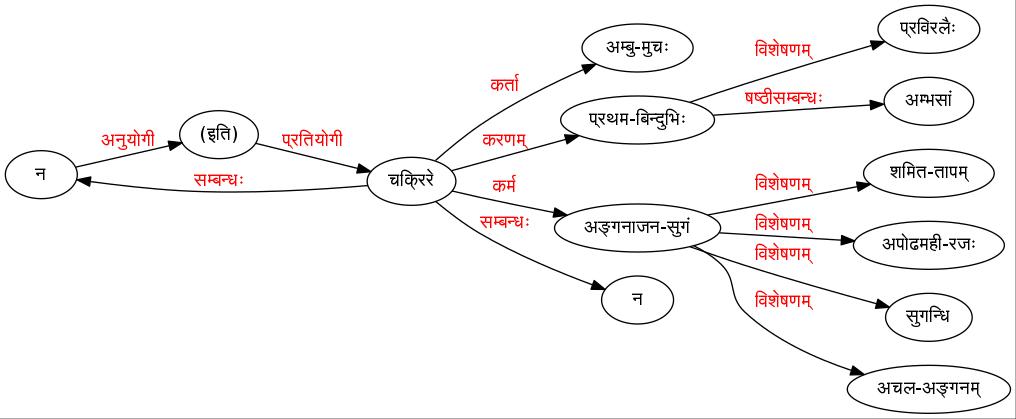 प्रविरलैः
अम्बु-मुचः
विशेषणम्
कर्ता
षष्ठीसम्बन्धः
अम्भसां
प्रथम-बिन्दुभिः
(इति)
अनुयोगी
प्रतियोगी
करणम्
न
सम्बन्धः
चक्रिरे
कर्म
विशेषणम्
शमित-तापम्
सम्बन्धः
अङ्गनाजन-सुगं
विशेषणम्
अपोढमही-रजः
विशेषणम्
न
विशेषणम्
सुगन्धि
अचल-अङ्गनम्